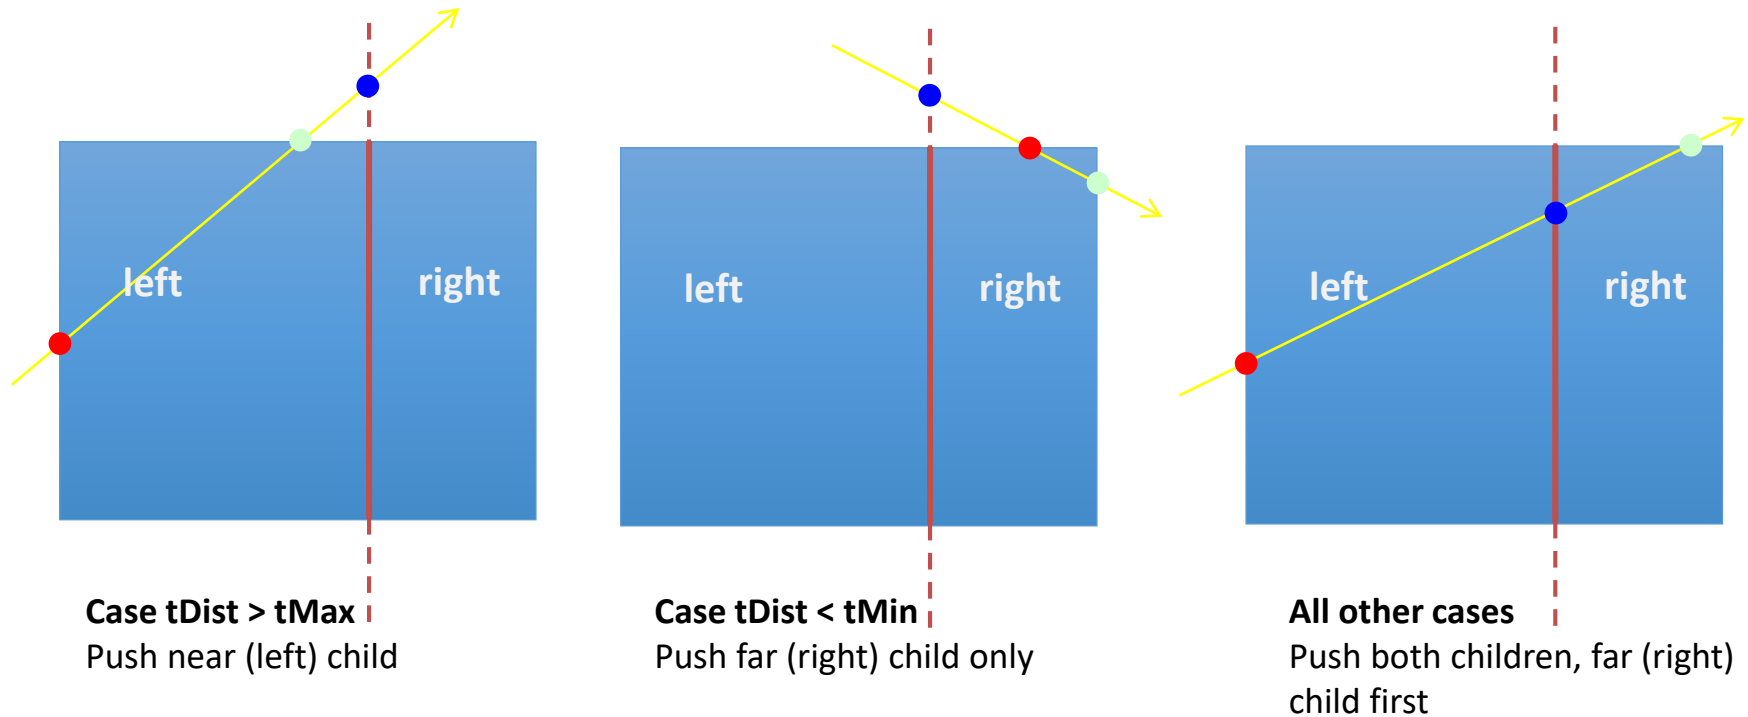 left
right
left
right
left
right
Case tDist > tMax
Push near (left) child
Case tDist < tMin
Push far (right) child only
All other cases
Push both children, far (right)
child first